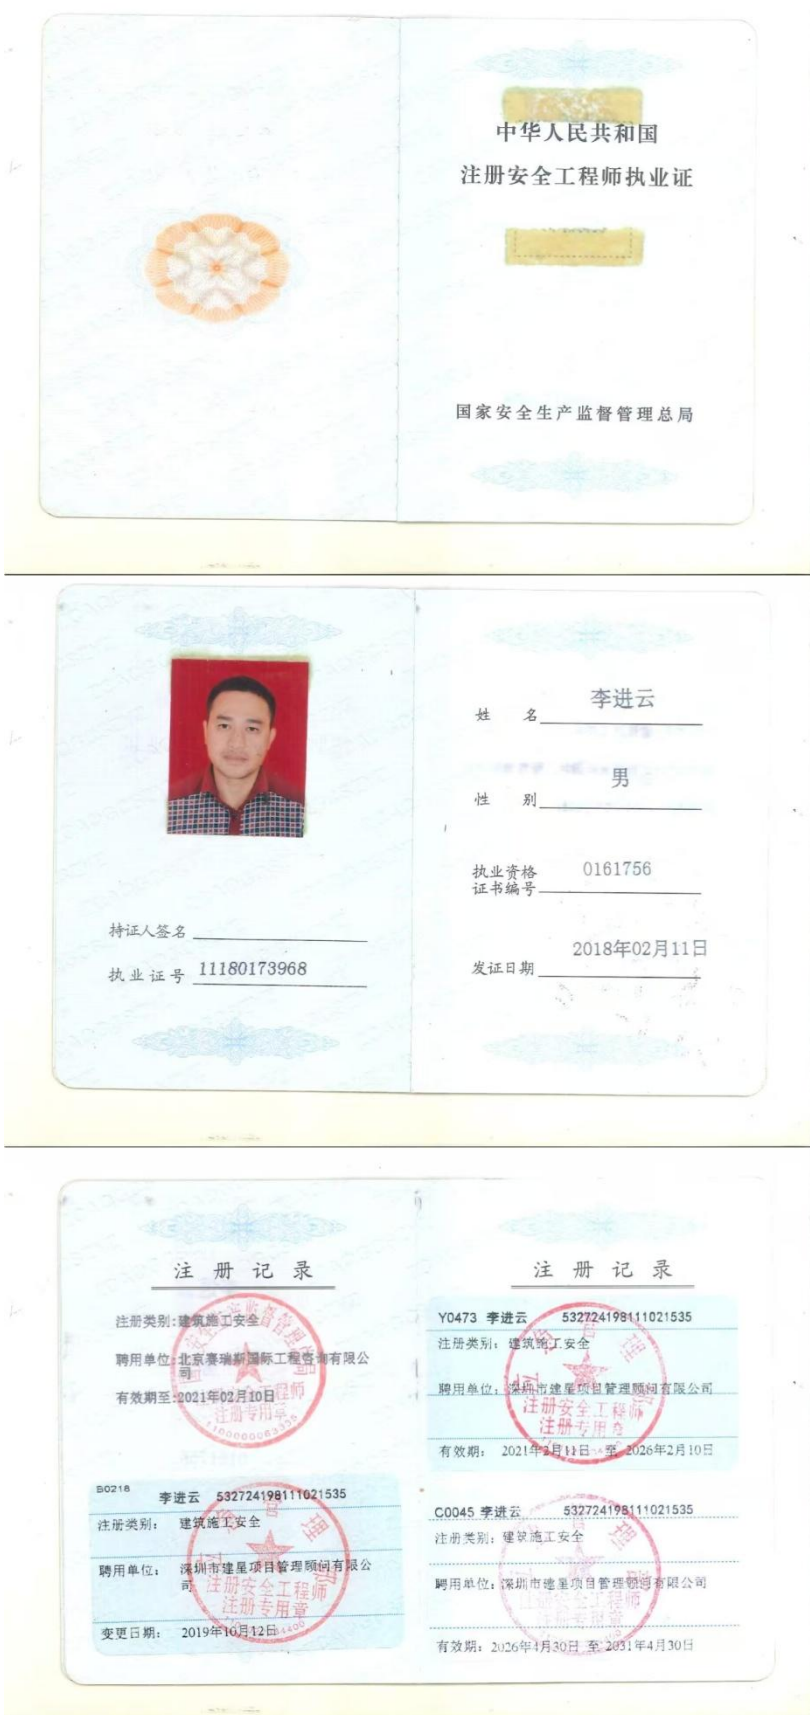 中华人民共和国
注册安全工程师执业证
国家安全生产监督管理总局
姓 名 李进云
性 别 男
执业资格
证书编号 0161756
发证日期 2018年02月11日
持证人签名
执业证号 11180173968
注册记录
注册类别:建筑施工安全
聘用单位:北京赛瑞斯国际工程咨询有限公
司
有效期至:2021年02月10日
注册专用章
B0218 李进云 532724198111021535
注册类别: 建筑施工安全
聘用单位: 深圳市建星项目管理顾问有限公
司
注册安全工程师
注册专用章
变更日期: 2019年10月12日
注册记录
Y0473 李进云 532724198111021535
注册类别: 建筑施工安全
聘用单位: 深圳市建星项目管理顾问有限公司
注册安全工程师
注册专用章
有效期: 2021年2月11日 至 2026年2月10日
C0045 李进云 532724198111021535
注册类别: 建筑施工安全
聘用单位: 深圳市建星项目管理顾问有限公司
注册安全工程师
注册专用章
有效期: 2026年4月30日 至 2031年4月30日